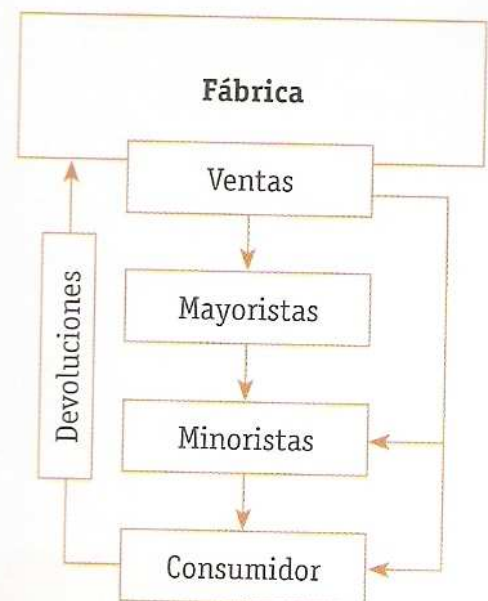 Fábrica
Ventas
Mayoristas
Devoluciones
Minoristas
Consumidor